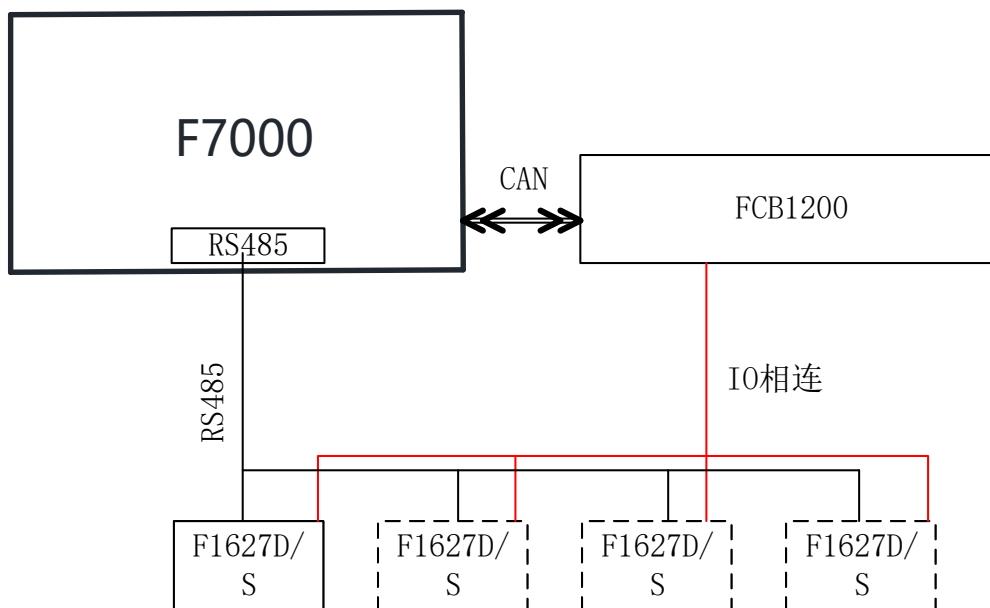 F7000
CAN
FCB1200
RS485
RS485
IO相连
F1627D/
S
F1627D/
S
F1627D/
S
F1627D/
S